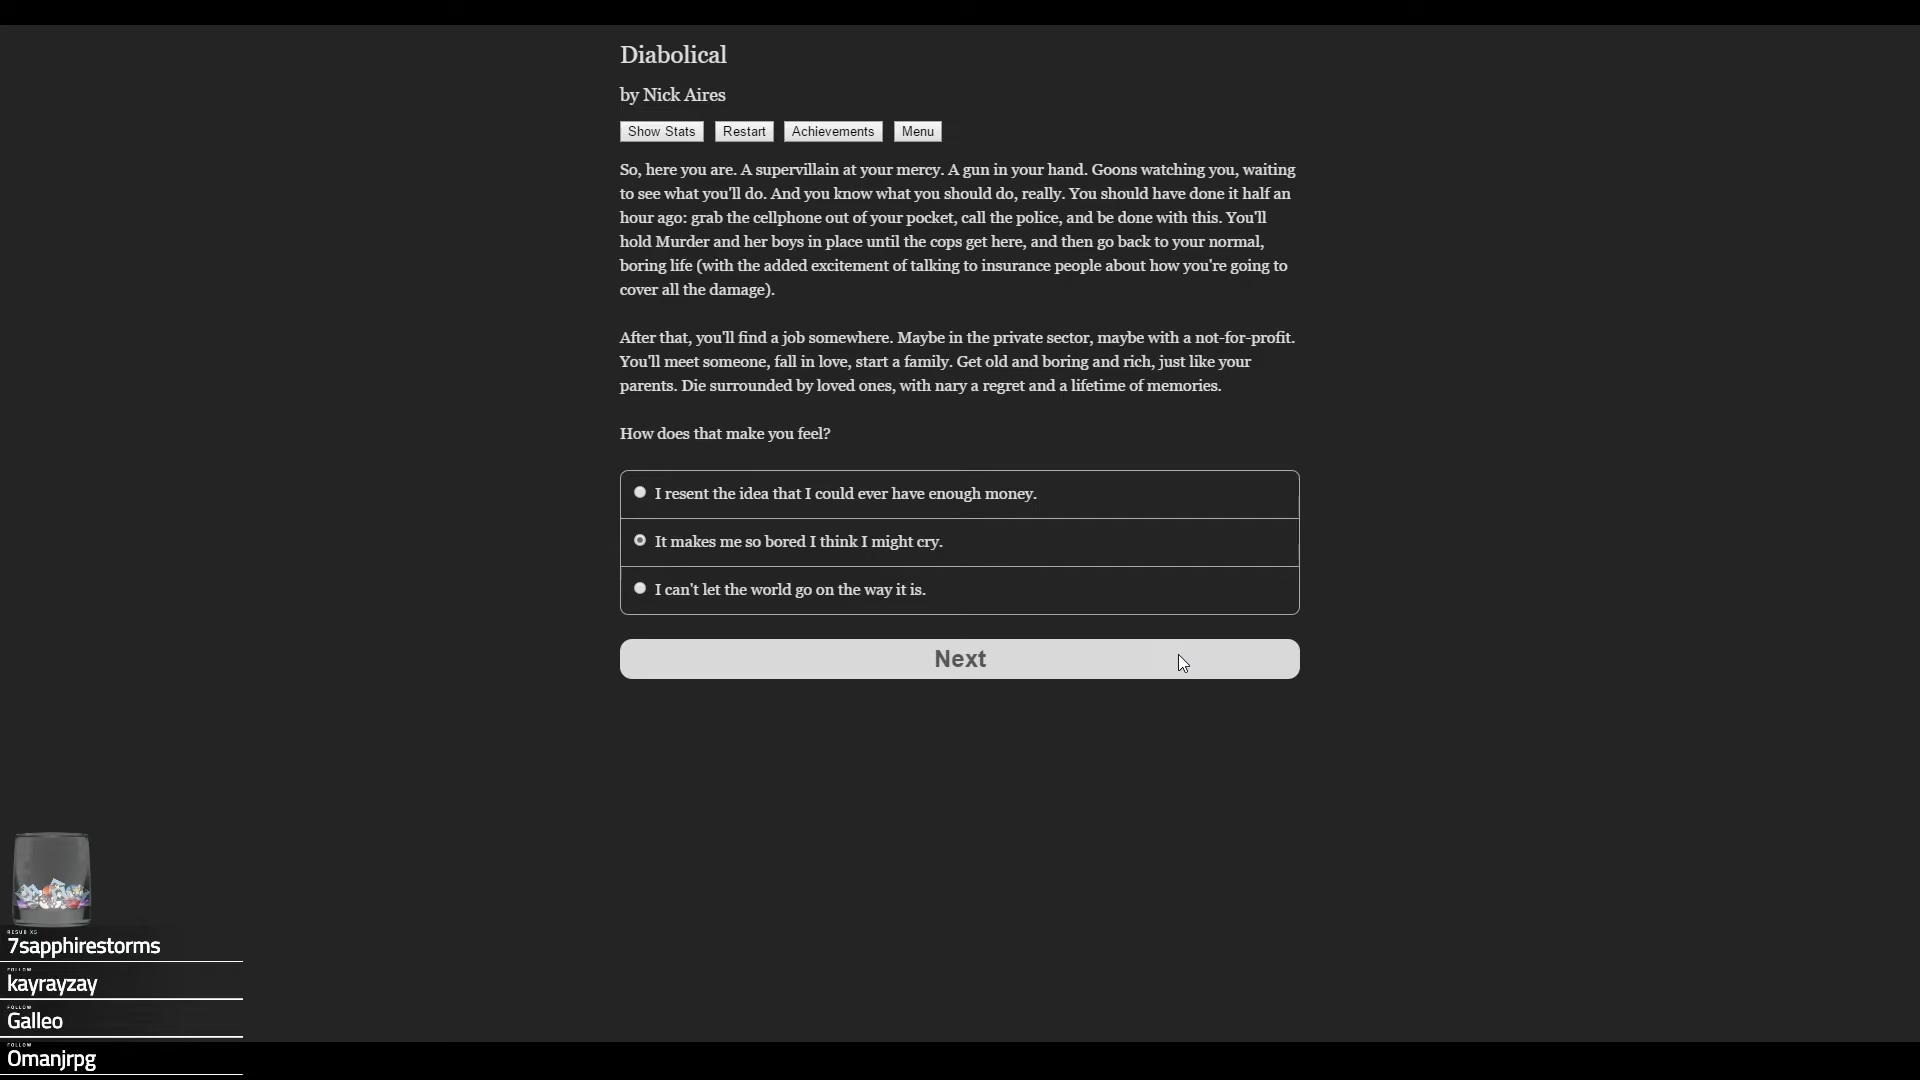 Diabolical
by Nick Aires
Show Stats
Restart
Achievements
Menu
So, here you are. A supervillain at your mercy. A gun in your hand. Goons watching you, waiting
to see what you'll do. And you know what you should do, really. You should have done it half an
hour ago: grab the cellphone out of your pocket, call the police, and be done with this. You'll
hold Murder and her boys in place until the cops get here, and then go back to your normal,
boring life (with the added excitement of talking to insurance people about how you're going to
cover all the damage).
After that, you'll find a job somewhere. Maybe in the private sector, maybe with a not-for-profit.
You'll meet someone, fall in love, start a family. Get old and boring and rich, just like your
parents. Die surrounded by loved ones, with nary a regret and a lifetime of memories.
How does that make you feel?
I resent the idea that I could ever have enough money.
It makes me so bored I think I might cry.
I can't let the world go on the way it is.
Next
RESUB X5
7sapphirestorms
FOLLOW
kayrayzay
FOLLOW
Galleo
FOLLOW
Omanjrpg